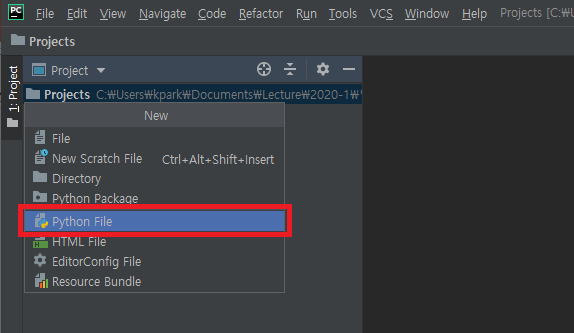 PC File Edit View Navigate Code Refactor Run Tools VCS Window Help Projects [C:₩
Projects
1: Project
Project
Projects C:₩Users₩kpark₩Documents₩Lecture₩2020-1₩
New
File
New Scratch File Ctrl+Alt+Shift+Insert
Directory
Python Package
Python File
HTML File
EditorConfig File
Resource Bundle